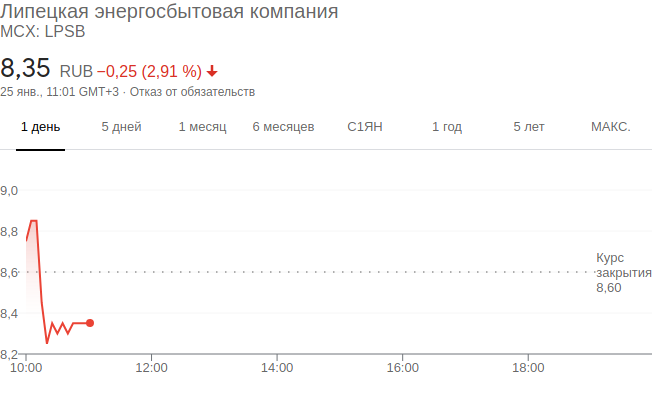 Липецкая энергосбытовая компания
MCX: LPSB
8,35 RUB −0,25 (2,91 %)
25 янв., 11:01 GMT+3 · Отказ от обязательств
1 день 5 дней 1 месяц 6 месяцев С1ЯН 1 год 5 лет МАКС.
9,0
8,8
Курс
8,6 закрытия
8,60
8,4
8,2
10:00 12:00 14:00 16:00 18:00